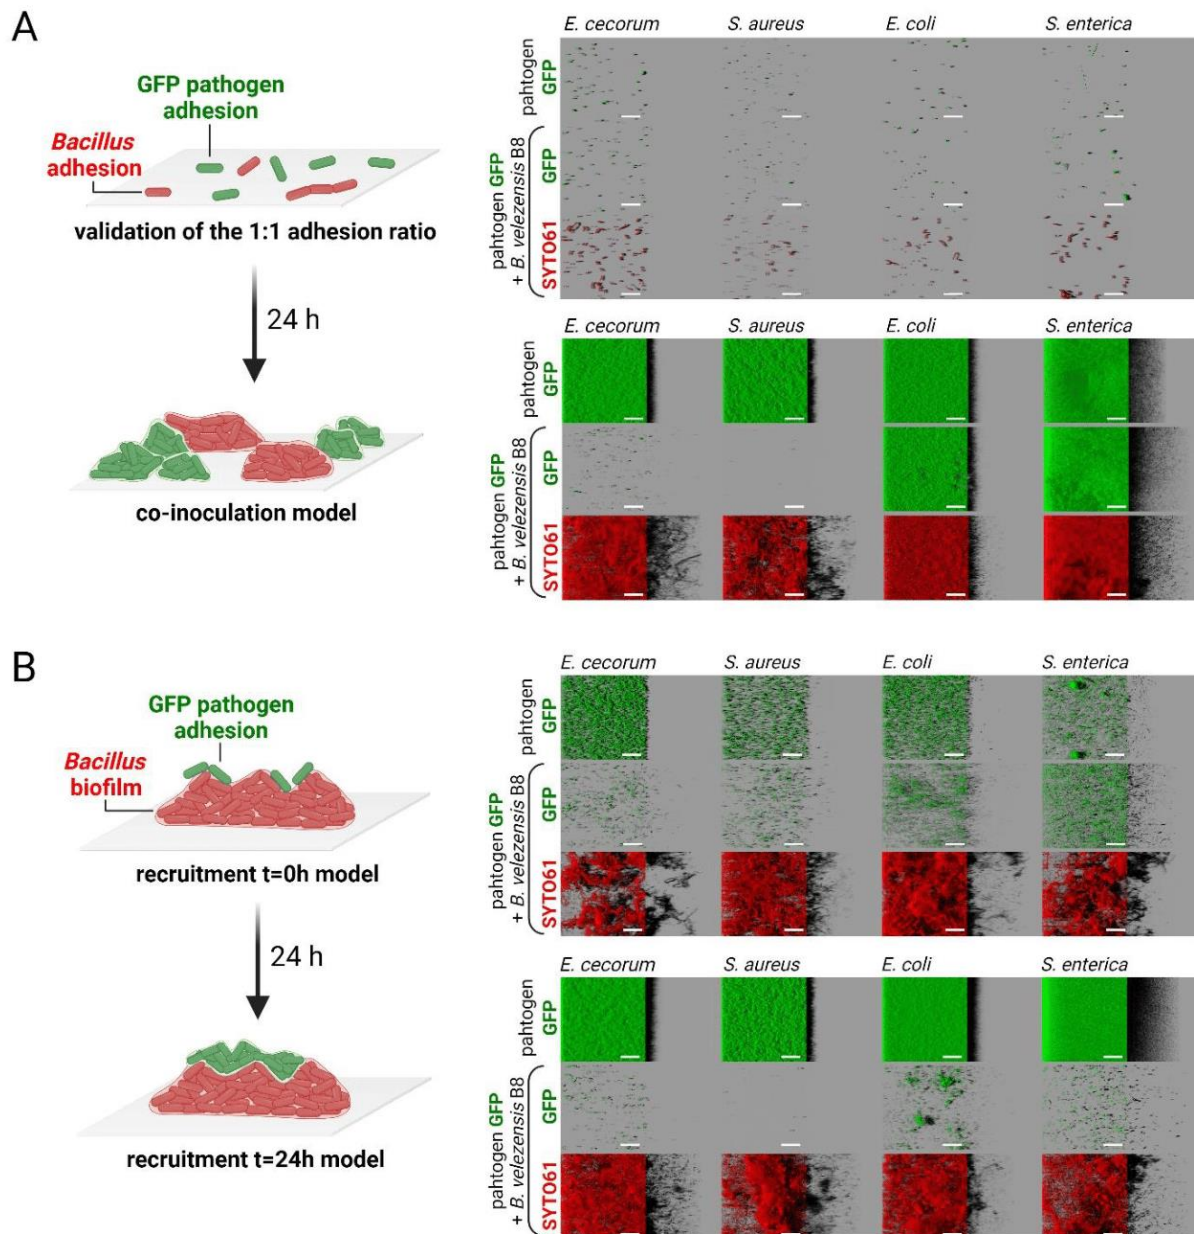 A
GFP pathogen
adhesion
Bacillus
adhesion
validation of the 1:1 adhesion ratio
24 h
co-inoculation model
E. cecorum S. aureus E. coli S. enterica
pahtogen
GFP
pahtogen GFP
+ B. velezensis B8
GFP
SYTO61
E. cecorum S. aureus E. coli S. enterica
pahtogen
GFP
pahtogen GFP
+ B. velezensis B8
GFP
SYTO61
B
GFP pathogen
adhesion
Bacillus
biofilm
recruitment t=0h model
24 h
recruitment t=24h model
E. cecorum S. aureus E. coli S. enterica
pahtogen
GFP
pahtogen GFP
+ B. velezensis B8
GFP
SYTO61
E. cecorum S. aureus E. coli S. enterica
pahtogen
GFP
pahtogen GFP
+ B. velezensis B8
GFP
SYTO61